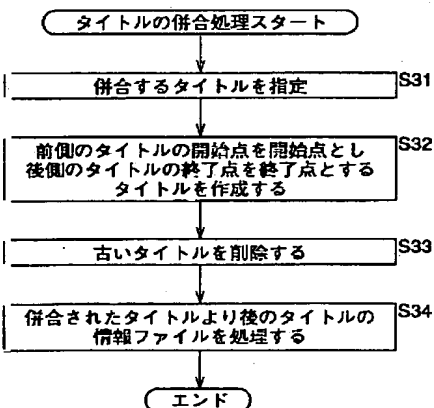 タイトルの併合処理スタート
併合するタイトルを指定
S31
前側のタイトルの開始点を開始点とし
後側のタイトルの終了点を終了点とする
タイトルを作成する
S32
古いタイトルを削除する
S33
併合されたタイトルより後のタイトルの
情報ファイルを処理する
S34
エンド